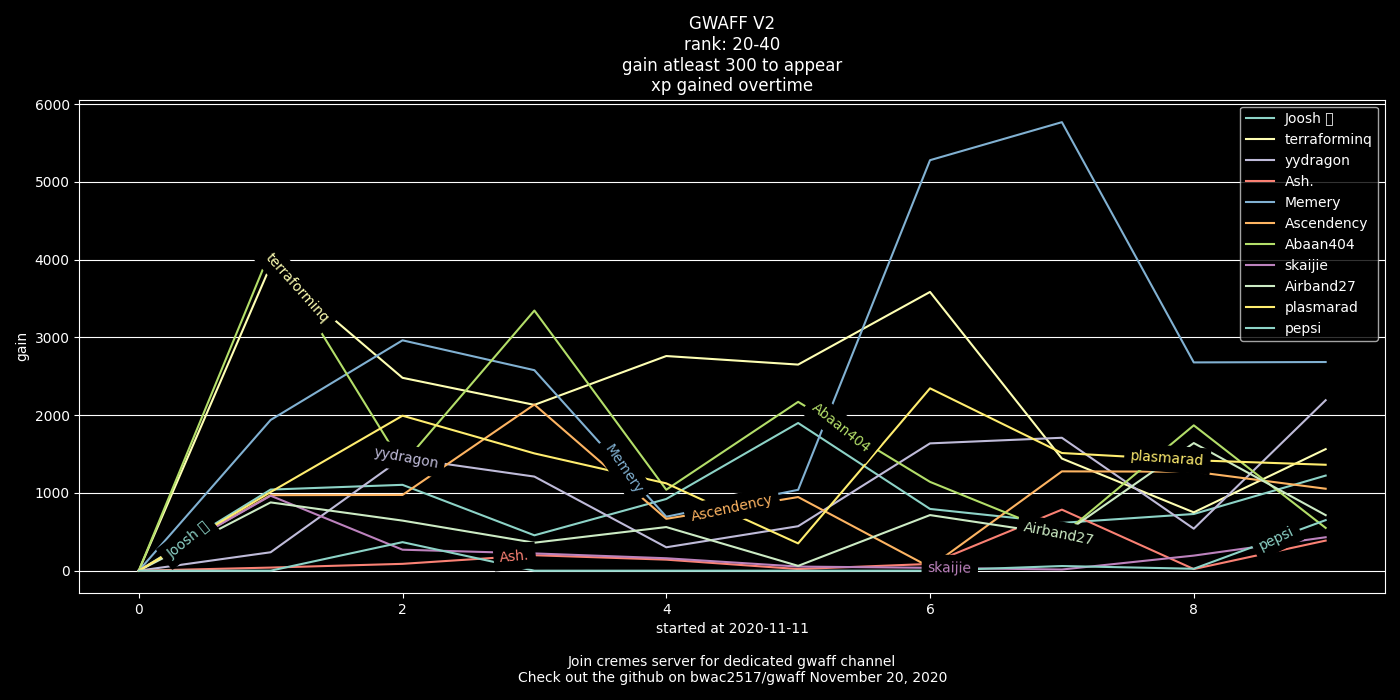 GWAFF V2
rank: 20-40
gain atleast 300 to appear
xp gained overtime
6000
5000
4000
3000
2000
1000
0
gain
Joosh
terraforminq
yydragon
Ash.
Memery
Ascendency
Abaan404
skaijie
Airband27
plasmarad
pepsi
terraforminq
Abaan404
yydragon
Memery
plasmarad
Ascendency
Joosh
Ash.
Airband27
pepsi
skaijie
0
2
4
6
8
started at 2020-11-11
Join cremes server for dedicated gwaff channel
Check out the github on bwac2517/gwaff November 20, 2020